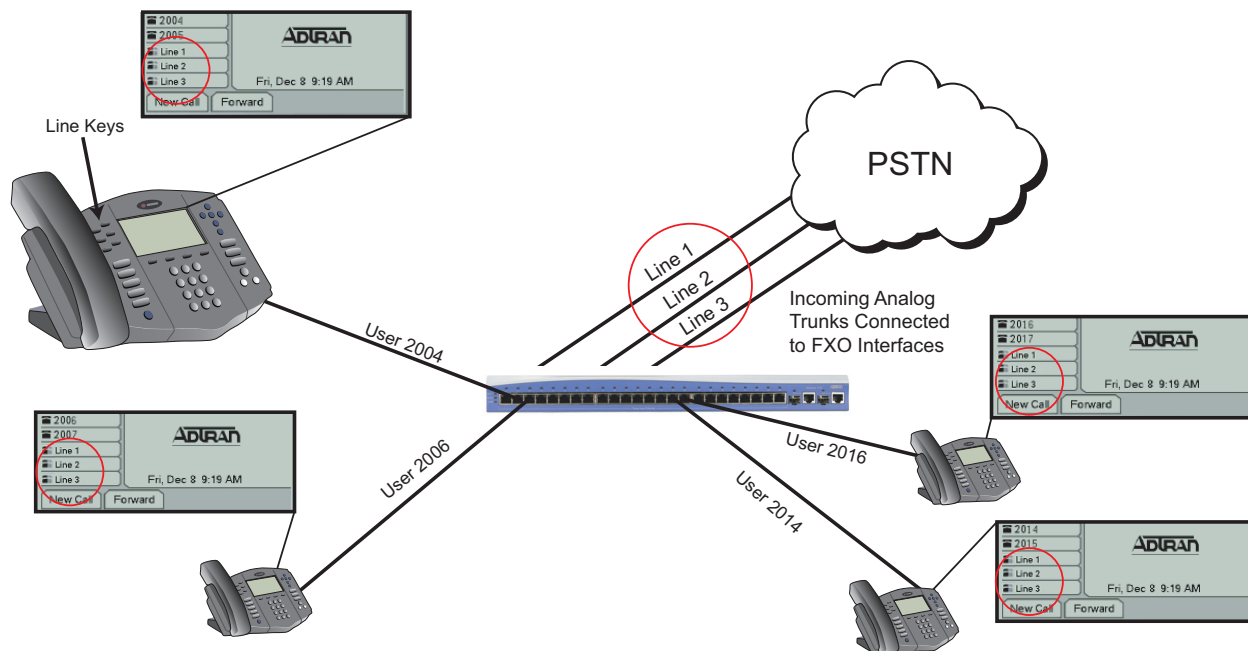 2004
2005
Line 1
Line 2
Line 3
ADTRAN
Fri, Dec 8 9:19 AM
New Call
Forward
Line Keys
PSTN
Line 1
Line 2
Line 3
Incoming Analog
Trunks Connected
to FXO Interfaces
User 2004
2016
2017
Line 1
Line 2
Line 3
ADTRAN
Fri, Dec 8 9:19 AM
New Call
Forward
2006
2007
Line 1
Line 2
Line 3
ADTRAN
Fri, Dec 8 9:19 AM
New Call
Forward
User 2006
User 2016
User 2014
2014
2015
Line 1
Line 2
Line 3
ADTRAN
Fri, Dec 8 9:19 AM
New Call
Forward